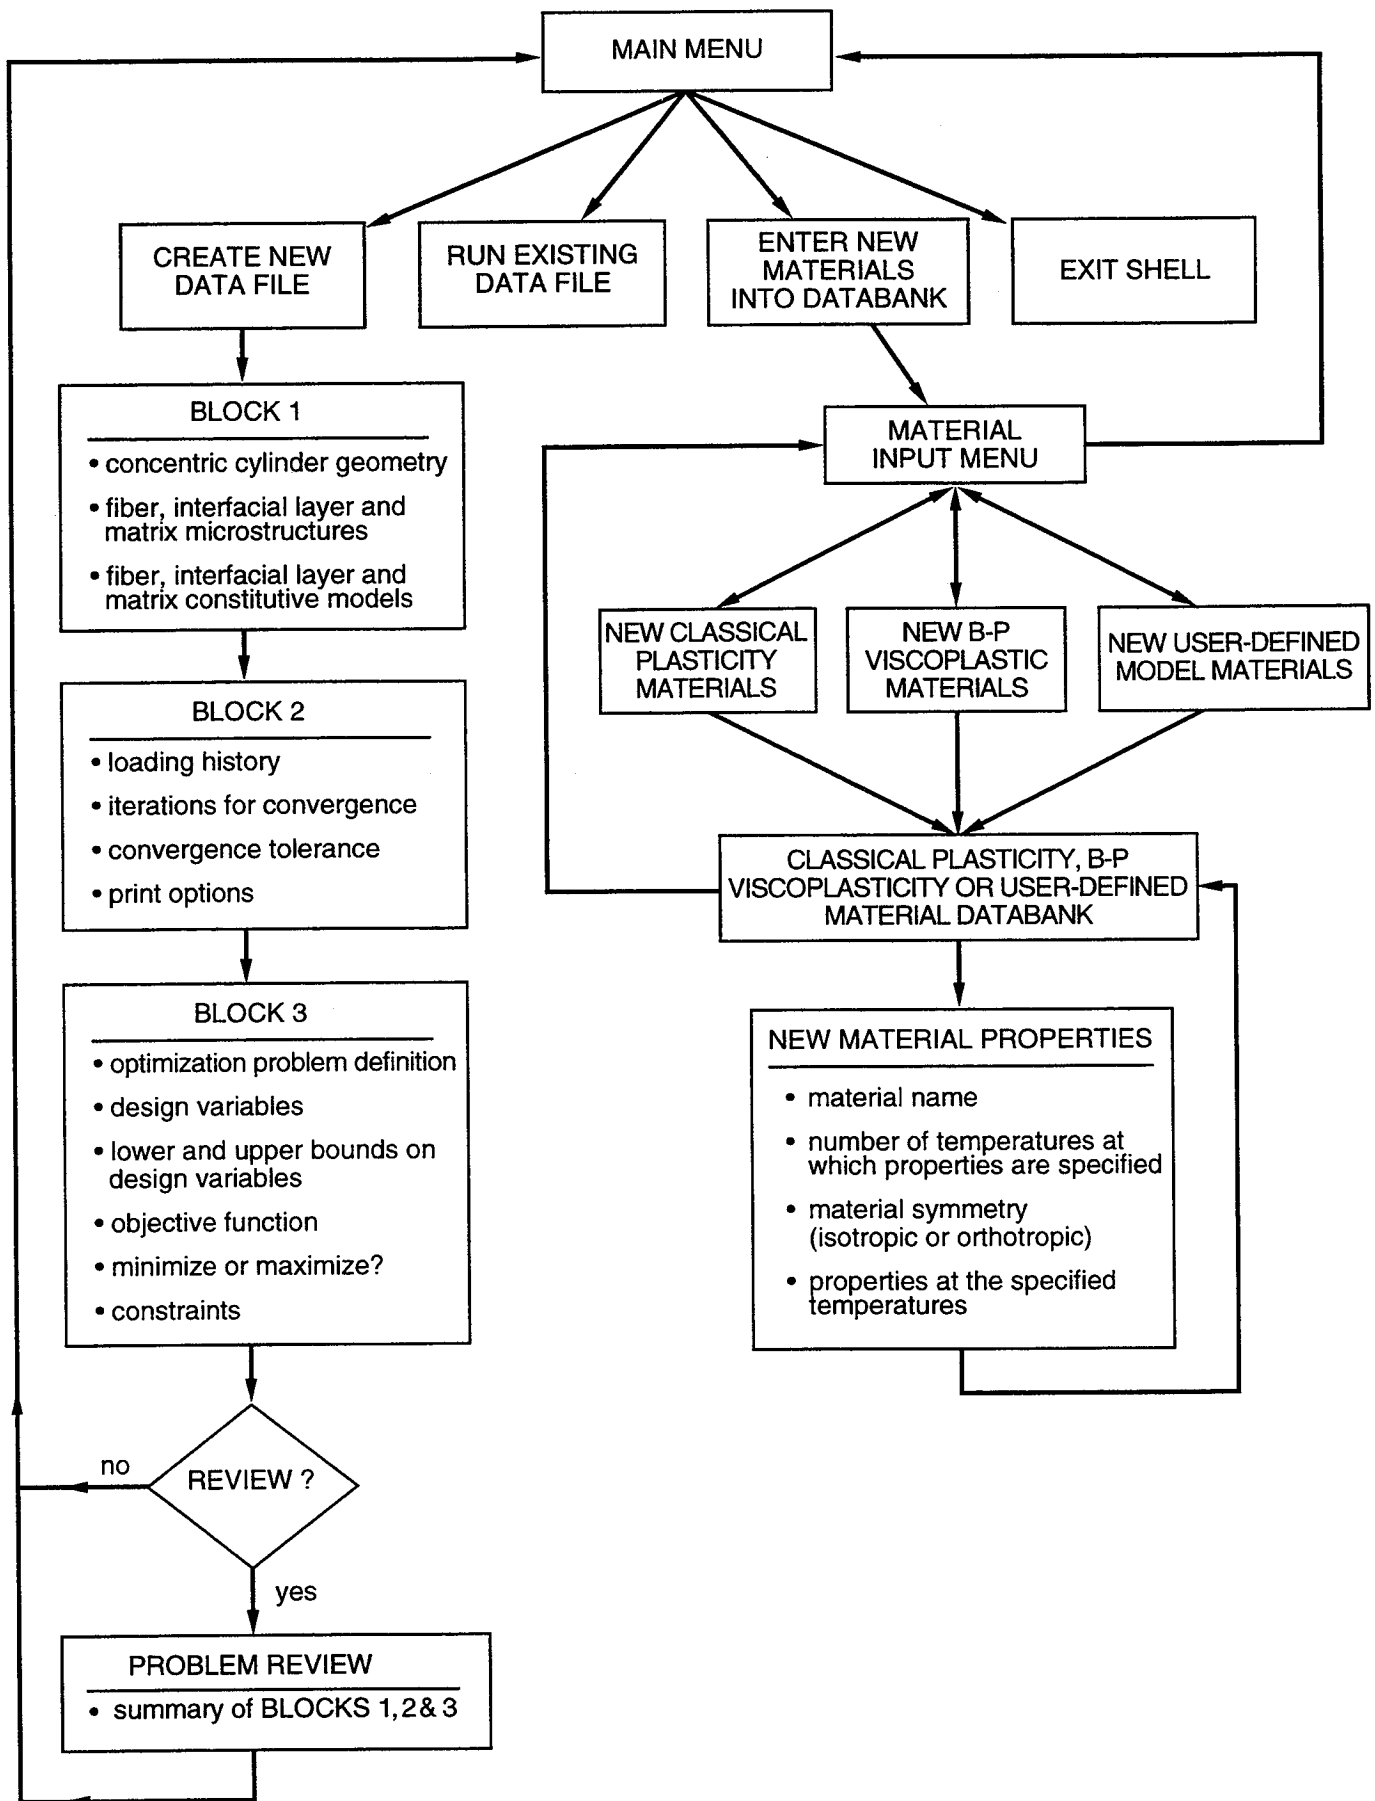 MAIN MENU
CREATE NEW
DATA FILE
RUN EXISTING
DATA FILE
ENTER NEW
MATERIALS
INTO DATABANK
EXIT SHELL
BLOCK 1
• concentric cylinder geometry
• fiber, interfacial layer and
matrix microstructures
• fiber, interfacial layer and
matrix constitutive models
BLOCK 2
• loading history
• iterations for convergence
• convergence tolerance
• print options
BLOCK 3
• optimization problem definition
• design variables
• lower and upper bounds on
design variables
• objective function
• minimize or maximize?
• constraints
REVIEW ?
no
yes
PROBLEM REVIEW
• summary of BLOCKS 1, 2 & 3
MATERIAL
INPUT MENU
NEW CLASSICAL
PLASTICITY
MATERIALS
NEW B-P
VISCOPLASTIC
MATERIALS
NEW USER-DEFINED
MODEL MATERIALS
CLASSICAL PLASTICITY, B-P
VISCOPLASTICITY OR USER-DEFINED
MATERIAL DATABANK
NEW MATERIAL PROPERTIES
• material name
• number of temperatures at
which properties are specified
• material symmetry
(isotropic or orthotropic)
• properties at the specified
temperatures